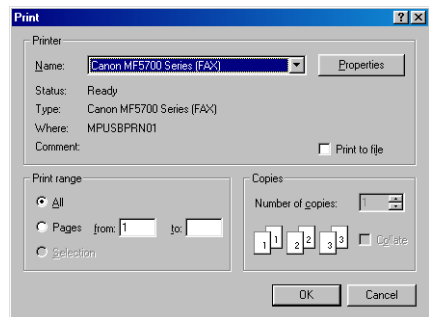 Print
Printer
Name: Canon MF5700 Series (FAX) Properties
Status: Ready
Type: Canon MF5700 Series (FAX)
Where: MPUSBPRN01
Comment: Print to file
Print range
All
Pages from: 1 to:
Selection
Copies
Number of copies: 1
1 1 2 2 3 3 Collate
OK Cancel